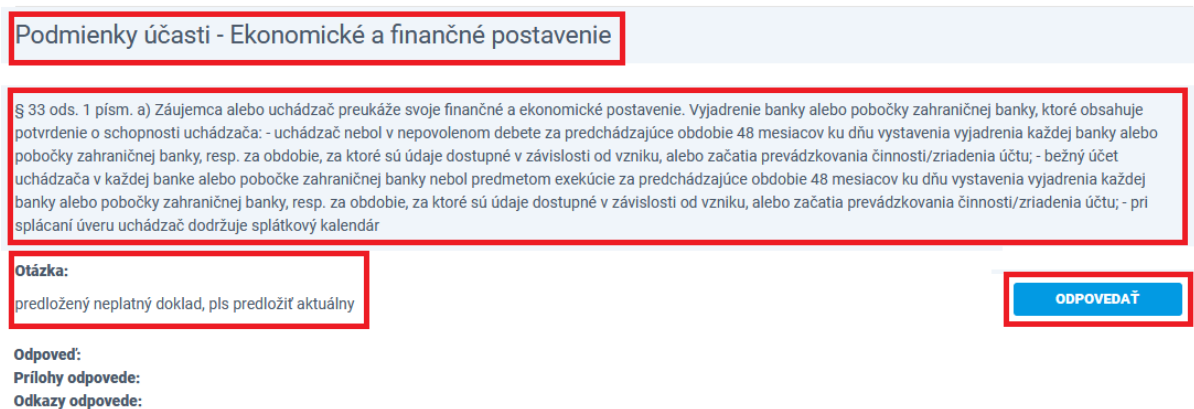 Podmienky účasti - Ekonomické a finančné postavenie
§ 33 ods. 1 písm. a) Záujemca alebo uchádzač preukáže svoje finančné a ekonomické postavenie. Vyjadrenie banky alebo pobočky zahraničnej banky, ktoré obsahuje
potvrdenie o schopnosti uchádzača: - uchádzač nebol v nepovolenom debete za predchádzajúce obdobie 48 mesiacov ku dňu vystavenia vyjadrenia každej banky alebo
pobočky zahraničnej banky, resp. za obdobie, za ktoré sú údaje dostupné v závislosti od vzniku, alebo začatia prevádzkovania činnosti/zriadenia účtu; - bežný účet
uchádzača v každej banke alebo pobočke zahraničnej banky nebol predmetom exekúcie za predchádzajúce obdobie 48 mesiacov ku dňu vystavenia vyjadrenia každej
banky alebo pobočky zahraničnej banky, resp. za obdobie, za ktoré sú údaje dostupné v závislosti od vzniku, alebo začatia prevádzkovania činnosti/zriadenia účtu; - pri
splácaní úveru uchádzač dodržuje splátkový kalendár
Otázka:
predložený neplatný doklad, pls predložiť aktuálny
ODPOVEDAŤ
Odpoveď:
Prílohy odpovede:
Odkazy odpovede: